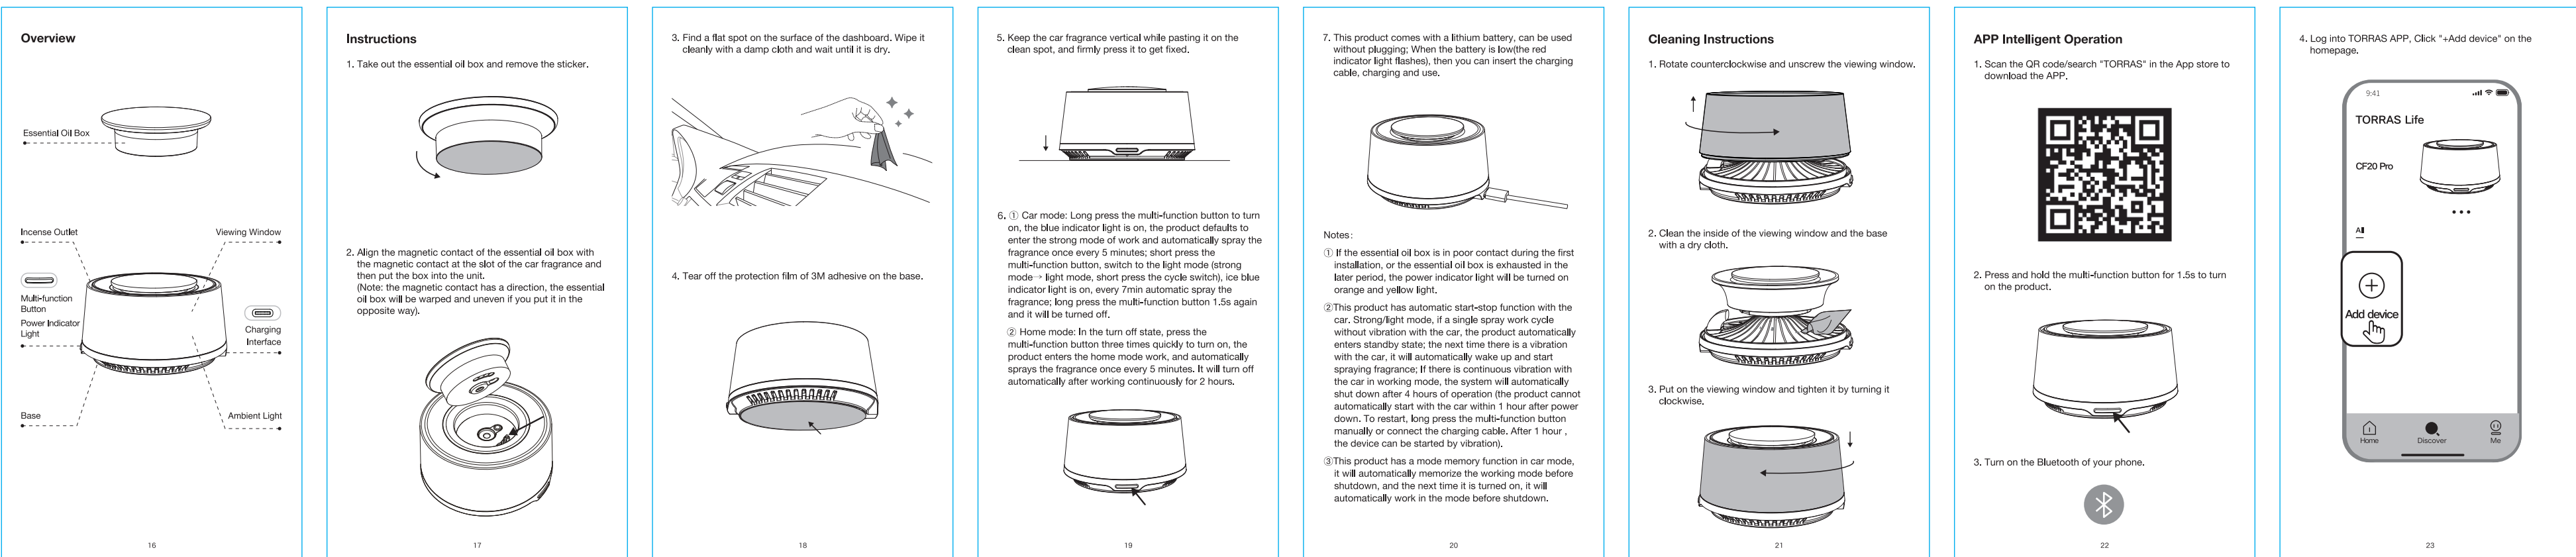 Overview
Essential Oil Box
Incense Outlet
Viewing Window
Multi-function
Button
Power Indicator
Light
Charging
Interface
Base
Ambient Light
16
Instructions
1. Take out the essential oil box and remove the sticker.
2. Align the magnetic contact of the essential oil box with
the magnetic contact at the slot of the car fragrance and
then put the box into the unit.
(Note: the magnetic contact has a direction, the essential
oil box will be warped and uneven if you put it in the
opposite way).
17
3. Find a flat spot on the surface of the dashboard. Wipe it
cleanly with a damp cloth and wait until it is dry.
4. Tear off the protection film of 3M adhesive on the base.
18
5. Keep the car fragrance vertical while pasting it on the
clean spot, and firmly press it to get fixed.
6. ① Car mode: Long press the multi-function button to turn
on, the blue indicator light is on, the product defaults to
enter the strong mode of work and automatically spray the
fragrance once every 5 minutes; short press the
multi-function button, switch to the light mode (strong
mode→ light mode, short press the cycle switch), ice blue
indicator light is on, every 7min automatic spray the
fragrance; long press the multi-function button 1.5s again
and it will be turned off.
② Home mode: In the turn off state, press the
multi-function button three times quickly to turn on, the
product enters the home mode work, and automatically
sprays the fragrance once every 5 minutes. It will turn off
automatically after working continuously for 2 hours.
19
7. This product comes with a lithium battery, can be used
without plugging; When the battery is low(the red
indicator light flashes), then you can insert the charging
cable, charging and use.
Notes:
① If the essential oil box is in poor contact during the first
installation, or the essential oil box is exhausted in the
later period, the power indicator light will be turned on
orange and yellow light.
②This product has automatic start-stop function with the
car. Strong/light mode, if a single spray work cycle
without vibration with the car, the product automatically
enters standby state; the next time there is a vibration
with the car, it will automatically wake up and start
spraying fragrance; If there is continuous vibration with
the car in working mode, the system will automatically
shut down after 4 hours of operation (the product cannot
automatically start with the car within 1 hour after power
down. To restart, long press the multi-function button
manually or connect the charging cable. After 1 hour ,
the device can be started by vibration).
③This product has a mode memory function in car mode,
it will automatically memorize the working mode before
shutdown, and the next time it is turned on, it will
automatically work in the mode before shutdown.
20
Cleaning Instructions
1. Rotate counterclockwise and unscrew the viewing window.
2. Clean the inside of the viewing window and the base
with a dry cloth.
3. Put on the viewing window and tighten it by turning it
clockwise.
21
APP Intelligent Operation
1. Scan the QR code/search "TORRAS" in the App store to
download the APP.
2. Press and hold the multi-function button for 1.5s to turn
on the product.
3. Turn on the Bluetooth of your phone.
22
4. Log into TORRAS APP, Click "+Add device" on the
homepage.
9:41
TORRAS Life
CF20 Pro
All
Add device
Home
Discover
Me
23